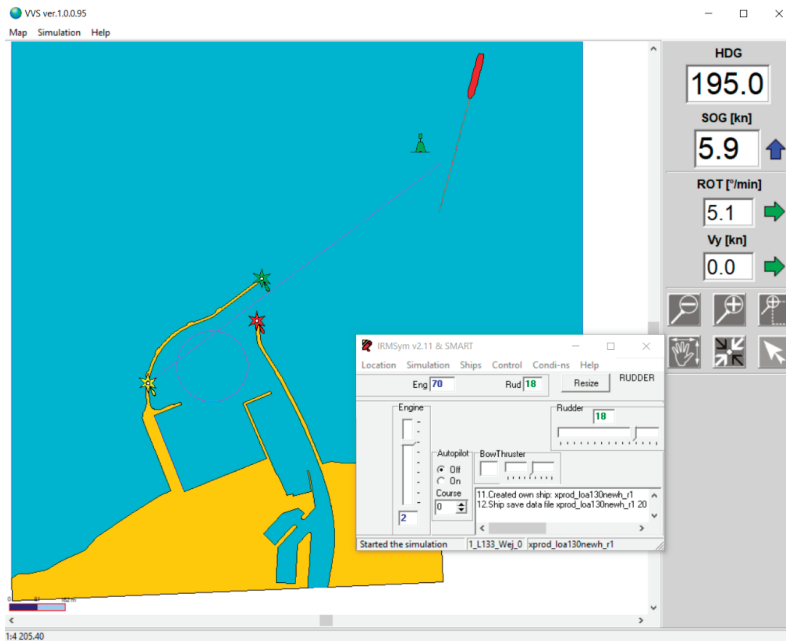 VVS ver.1.0.0.95
Map Simulation Help
HDG
195.0
SOG [kn]
5.9
ROT [°/min]
5.1
Vy [kn]
0.0
IRMSym v2.11 & SMART
Location Simulation Ships Control Condi-ns Help
Eng 70 Rud 18 Resize RUDDER
Engine
Rudder
18
Autopilot
Off
On
Course
0
BowThruster
2
11.Created own ship: xprod_loa130newh_r1
12.Ship save data file xprod_loa130newh_r1 20
Started the simulation 1_L133_Wej_0 xprod_loa130newh_r1
1:4 205.40